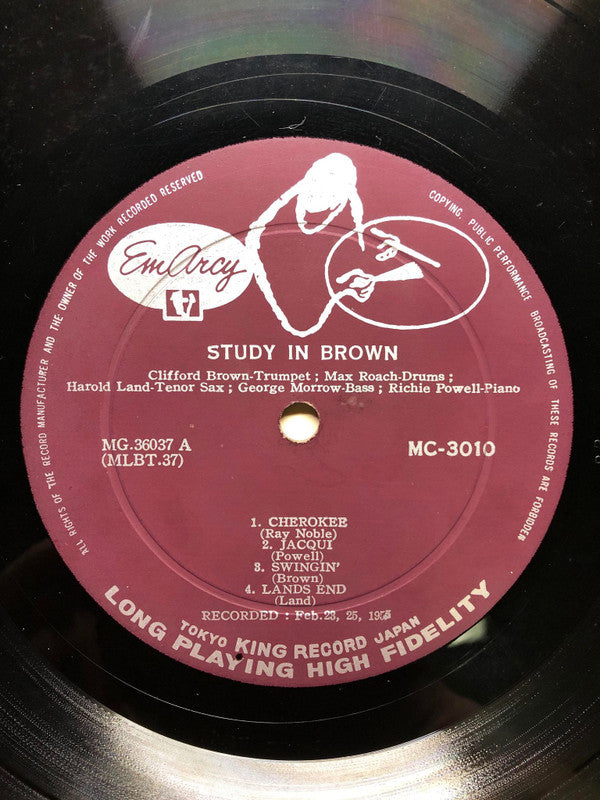 ALL RIGHTS OF THE RECORD MANUFACTURER AND THE OWNER OF THE WORK RECORDED RESERVED
COPYING, PUBLIC PERFORMANCE BROADCASTING OF THESE RECORDS ARE FORBIDDEN
EmArcy
STUDY IN BROWN
Clifford Brown-Trumpet ; Max Roach-Drums ;
Harold Land-Tenor Sax ; George Morrow-Bass ; Richie Powell-Piano
MG.36037 A
(MLBT.37)
MC-3010
1. CHEROKEE
(Ray Noble)
2. JACQUI
(Powell)
3. SWINGIN'
(Brown)
4. LANDS END
(Land)
RECORDED : Feb. 23, 25, 1955
TOKYO KING RECORD JAPAN
LONG PLAYING HIGH FIDELITY